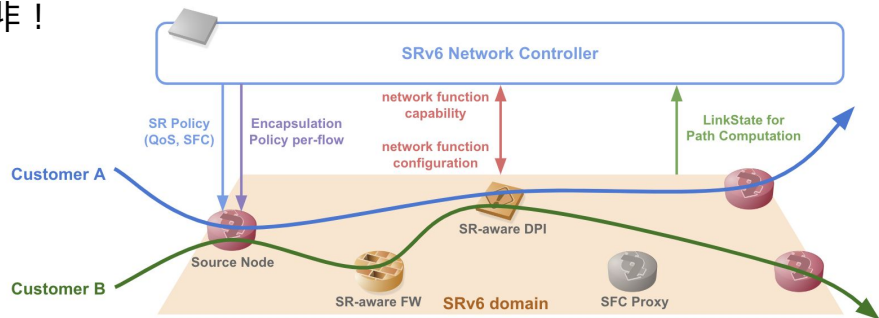 ！
SRv6 Network Controller
SR Policy
(QoS, SFC)
Encapsulation
Policy per-flow
network function
capability
network function
configuration
LinkState for
Path Computation
Customer A
Source Node
SR-aware DPI
Customer B
SR-aware FW
SRv6 domain
SFC Proxy